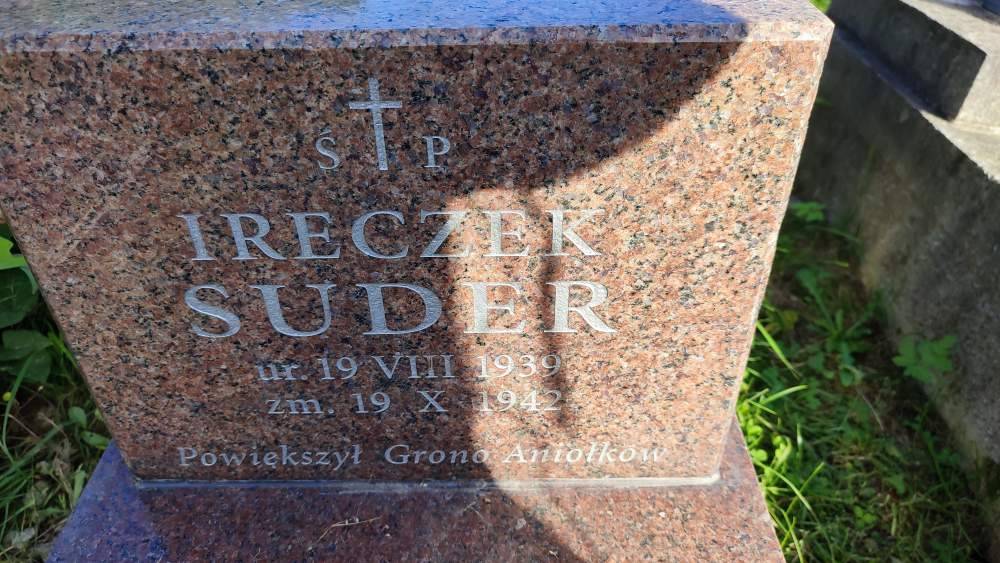 Ś P
IRECZEK
SUDER
ur. 19 VIII 1939
zm. 19 X 1942
Powiększył Grono Aniołków